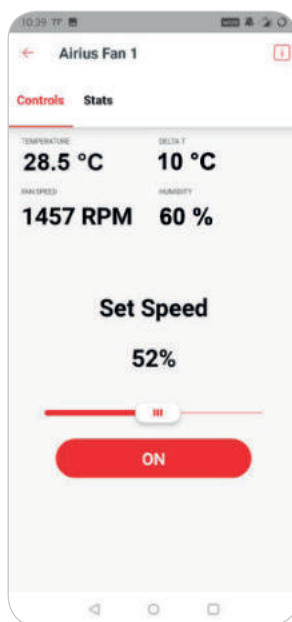 10:39
← Airius Fan 1
Controls Stats
TEMPERATURE DELTA T
28.5 °C 10 °C
FAN SPEED HUMIDITY
1457 RPM 60 %
Set Speed
52%
ON